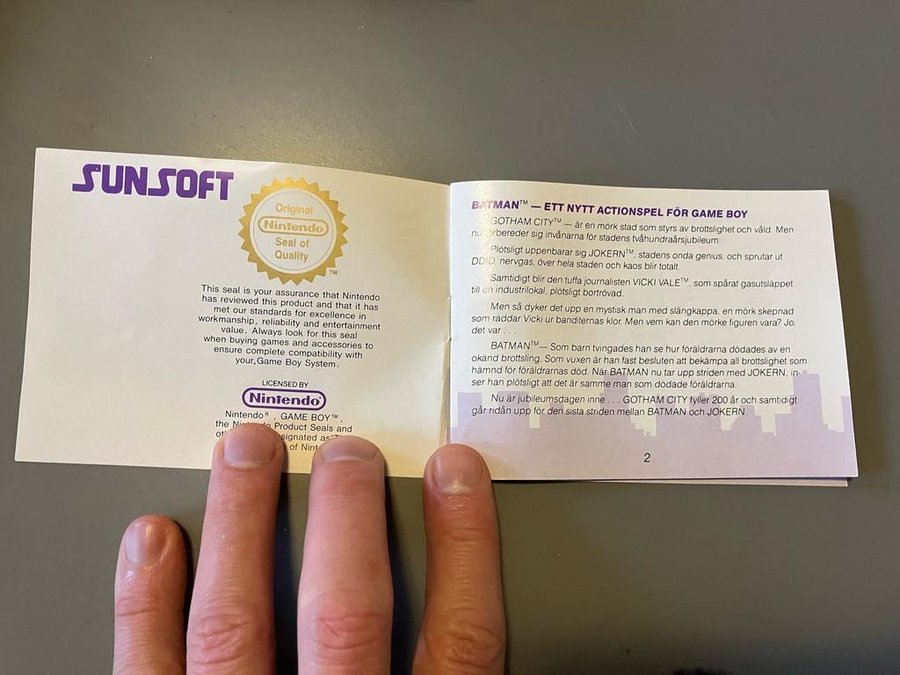 SUNSOFT
Original
Nintendo
Seal of
Quality
TM
This seal is your assurance that Nintendo
has reviewed this product and that it has
met our standards for excellence in
workmanship, reliability and entertainment
value. Always look for this seal
when buying games and accessories to
ensure complete compatibility with
your Game Boy System.
LICENSED BY
Nintendo
Nintendo®, GAME BOY™
the Product Seals and
of
BATMAN™ — ETT NYTT ACTIONSPEL FÖR GAME BOY
GOTHAM CITY™ — är en mörk stad som styrs av brottslighet och våld. Men
nu förbereder sig invånarna för stadens tvåhundraårsjubileum.
Plötsligt uppenbarar sig JOKERN™, stadens onda genius, och sprutar ut
DDID, nervgas, över hela staden och kaos blir totalt.
Samtidigt blir den tuffa journalisten VICKI VALE™, som spårat gasutsläppet
till en industrilokal, plötsligt bortrövad.
Men så dyker det upp en mystisk man med slängkappa, en mörk skepnad
som räddar Vicki ur banditernas klor. Men vem kan den mörke figuren vara? Jo,
det var . . .
BATMAN™ — Som barn tvingades han se hur föräldrarna dödades av en
okänd brottsling. Som vuxen är han fast besluten att bekämpa all brottslighet som
hämnd för föräldrarnas död. När BATMAN nu tar upp striden med JOKERN, in-
ser han plötsligt att det är samme man som dödade föräldrarna.
Nu är jubileumsdagen inne . . . GOTHAM CITY fyller 200 år och samtidigt
går ridån upp för den sista striden mellan BATMAN och JOKERN.
2